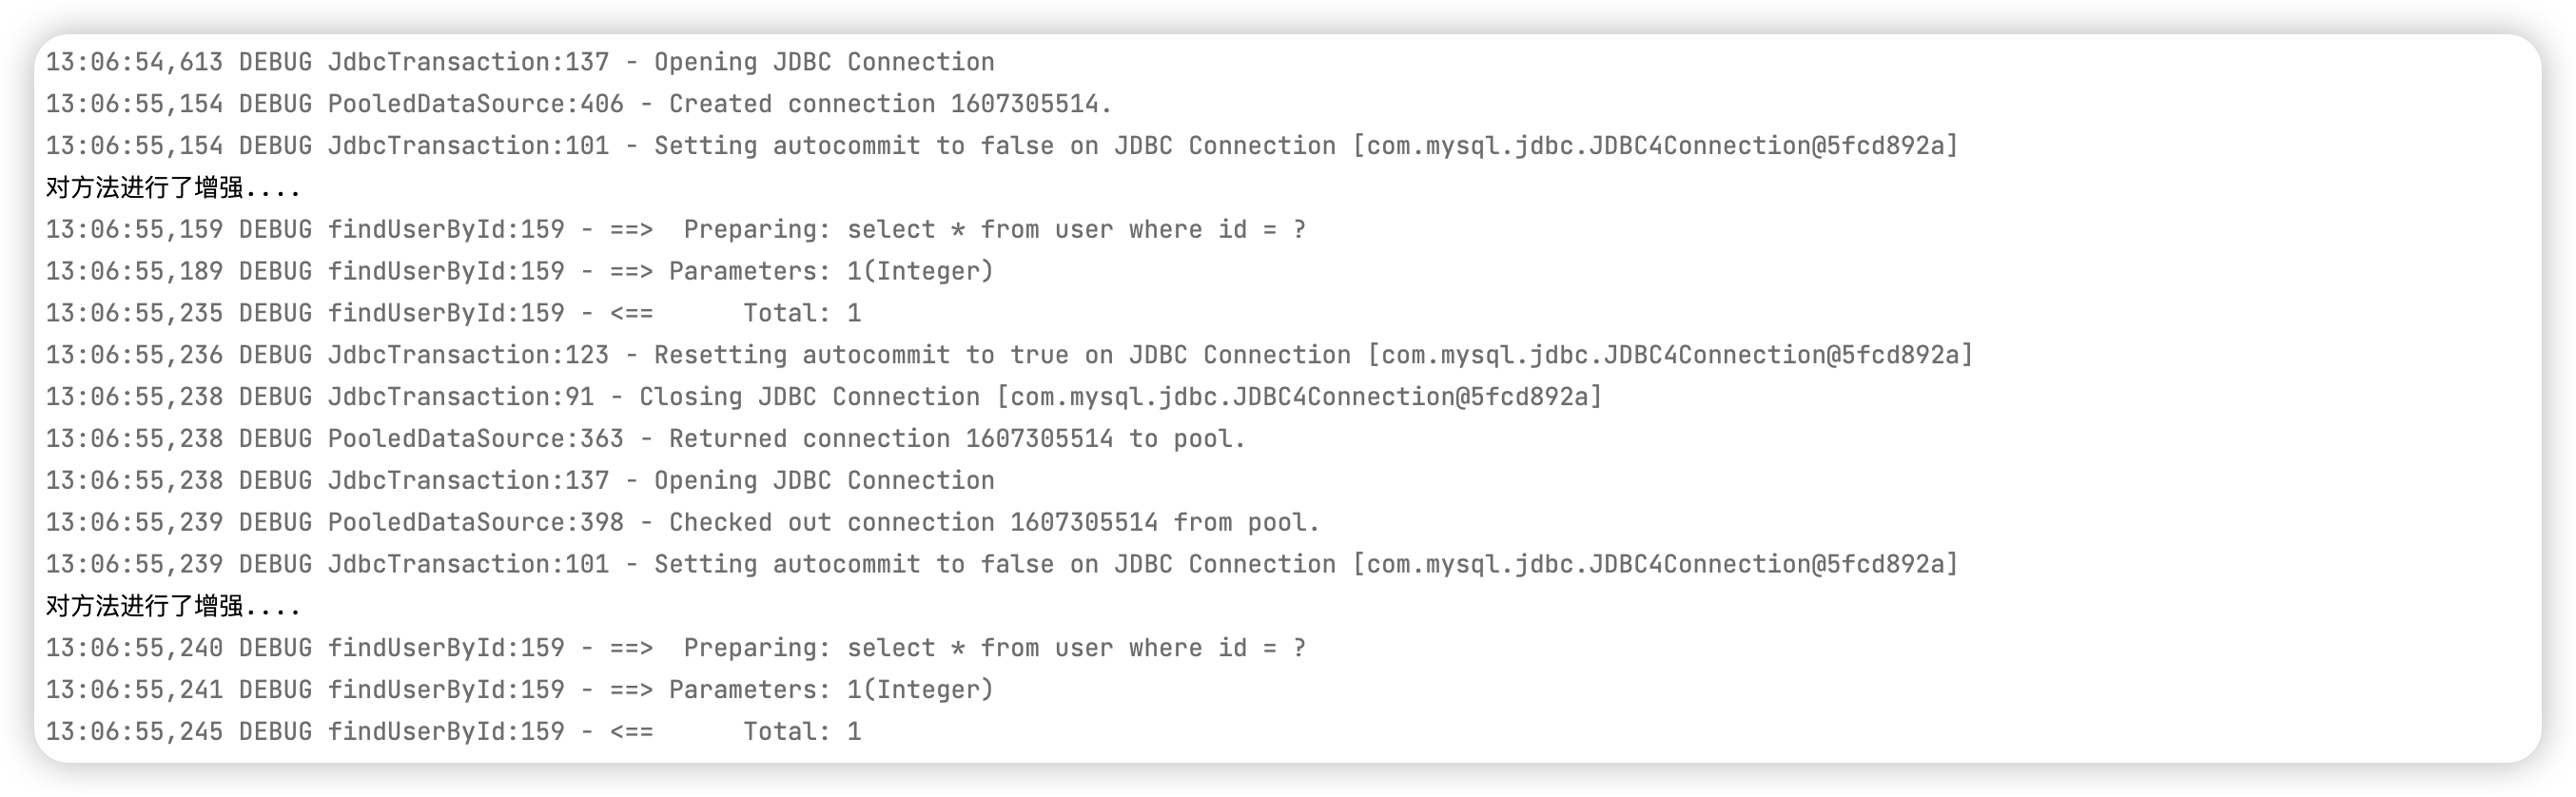 13:06:54,613 DEBUG JdbcTransaction:137 - Opening JDBC Connection
13:06:55,154 DEBUG PooledDataSource:406 - Created connection 1607305514.
13:06:55,154 DEBUG JdbcTransaction:101 - Setting autocommit to false on JDBC Connection [com.mysql.jdbc.JDBC4Connection@5fcd892a]
对方法进行了增强....
13:06:55,159 DEBUG findUserById:159 - ==>  Preparing: select * from user where id = ?
13:06:55,189 DEBUG findUserById:159 - ==> Parameters: 1(Integer)
13:06:55,235 DEBUG findUserById:159 - <==      Total: 1
13:06:55,236 DEBUG JdbcTransaction:123 - Resetting autocommit to true on JDBC Connection [com.mysql.jdbc.JDBC4Connection@5fcd892a]
13:06:55,238 DEBUG JdbcTransaction:91 - Closing JDBC Connection [com.mysql.jdbc.JDBC4Connection@5fcd892a]
13:06:55,238 DEBUG PooledDataSource:363 - Returned connection 1607305514 to pool.
13:06:55,238 DEBUG JdbcTransaction:137 - Opening JDBC Connection
13:06:55,239 DEBUG PooledDataSource:398 - Checked out connection 1607305514 from pool.
13:06:55,239 DEBUG JdbcTransaction:101 - Setting autocommit to false on JDBC Connection [com.mysql.jdbc.JDBC4Connection@5fcd892a]
对方法进行了增强....
13:06:55,240 DEBUG findUserById:159 - ==>  Preparing: select * from user where id = ?
13:06:55,241 DEBUG findUserById:159 - ==> Parameters: 1(Integer)
13:06:55,245 DEBUG findUserById:159 - <==      Total: 1